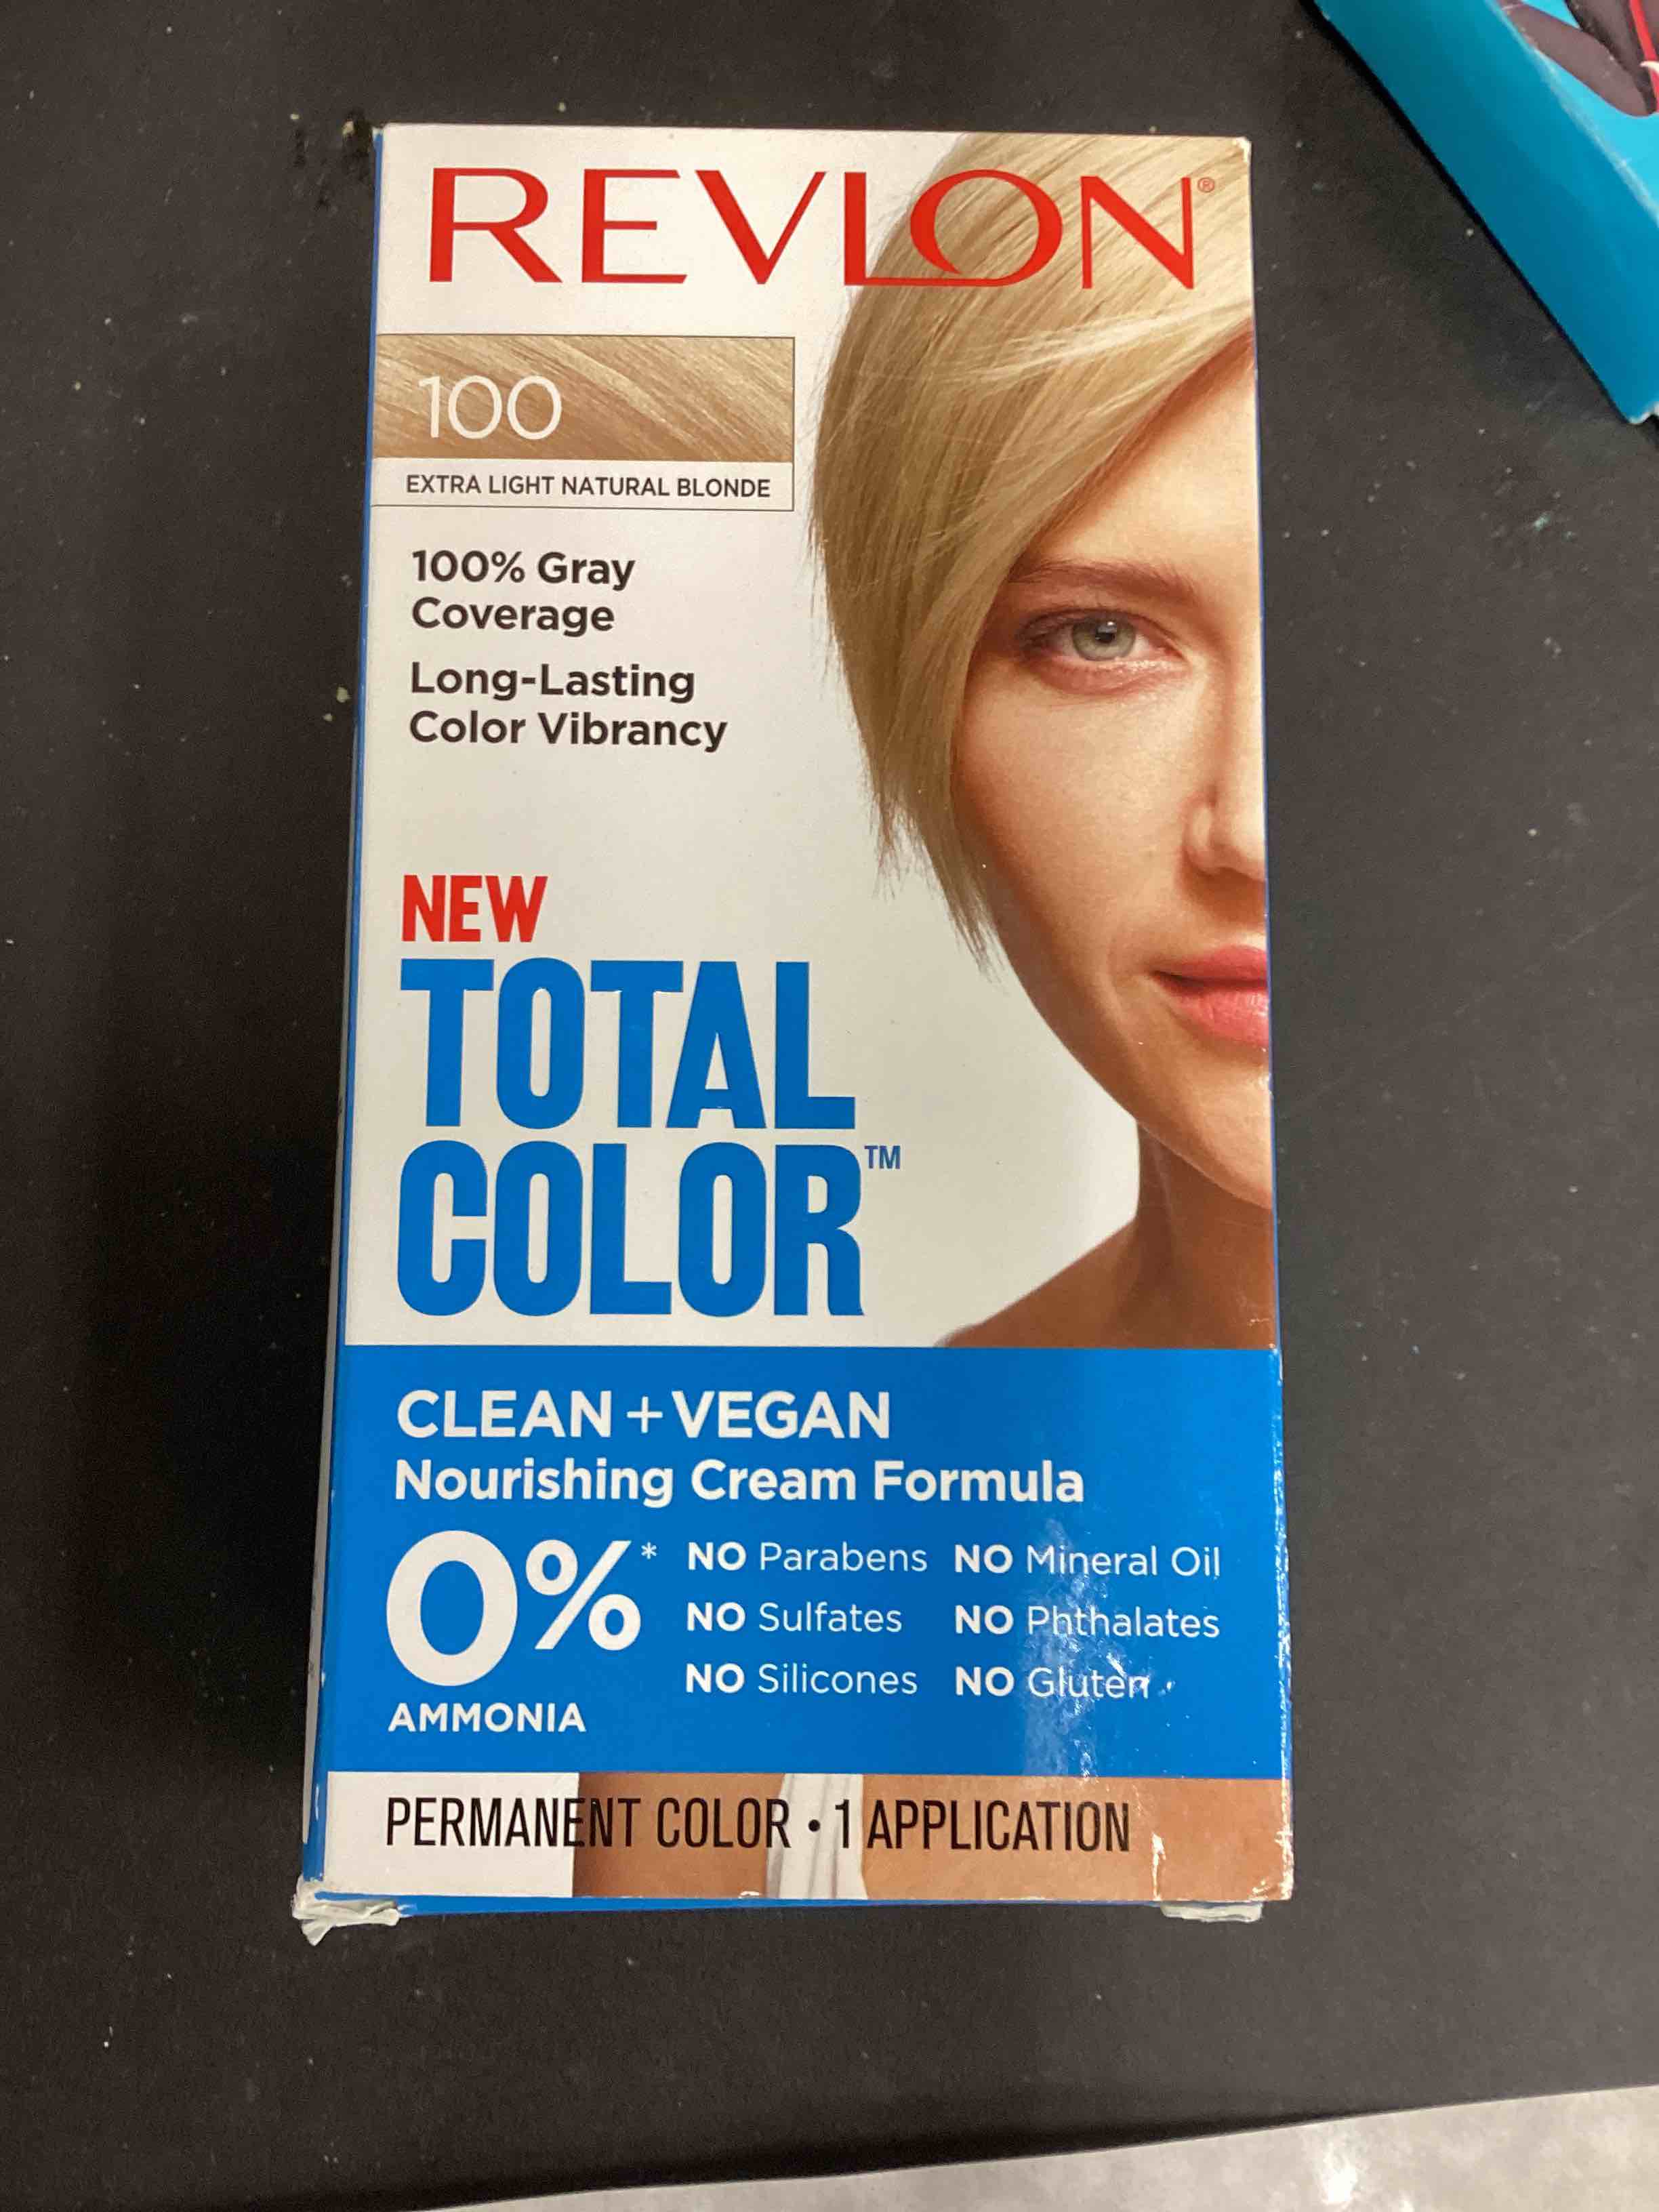 REVLON®
100
EXTRA LIGHT NATURAL BLONDE
100% Gray
Coverage
Long-Lasting
Color Vibrancy
NEW
TOTAL
COLOR™
CLEAN + VEGAN
Nourishing Cream Formula
0%*
AMMONIA
NO Parabens NO Mineral Oil
NO Sulfates NO Phthalates
NO Silicones NO Gluten
PERMANENT COLOR • 1 APPLICATION